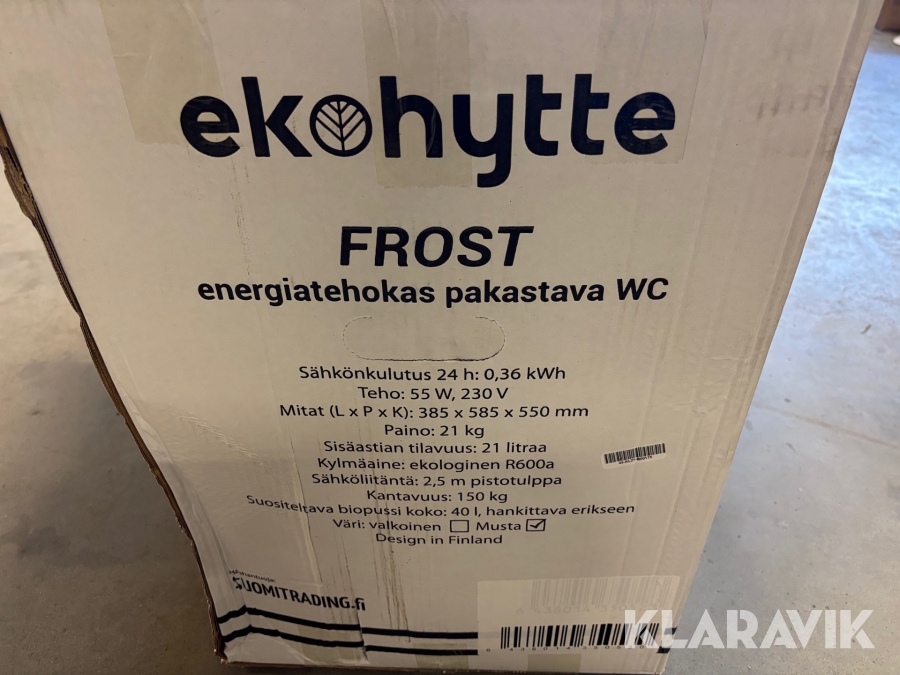 ekohytte
FROST
energiatehokas pakastava WC
Sähkönkulutus 24 h: 0,36 kWh
Teho: 55 W, 230 V
Mitat (L x P x K): 385 x 585 x 550 mm
Paino: 21 kg
Sisäastian tilavuus: 21 litraa
Kylmäaine: ekologinen R600a
Sähköliitäntä: 2,5 m pistotulppa
Kantavuus: 150 kg
Suositeltava biopussi koko: 40 l, hankittava erikseen
Väri: valkoinen Musta
Design in Finland
SUOMITRADING.fi
KLARAVIK